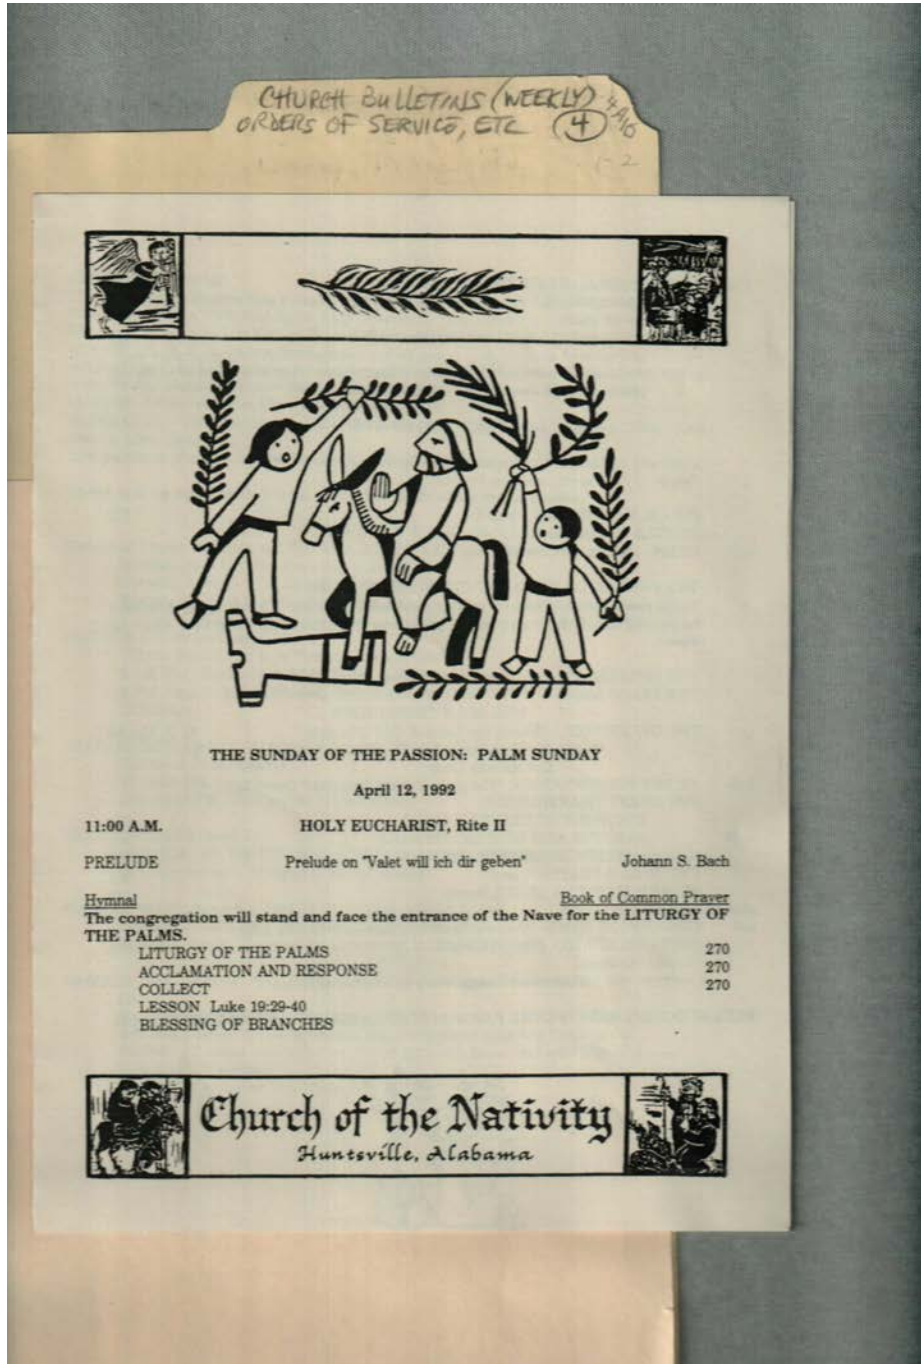 CHURCH BULLETINS (WEEKLY)
ORDERS OF SERVICE, ETC 4
THE SUNDAY OF THE PASSION: PALM SUNDAY
April 12, 1992
11:00 A.M. HOLY EUCHARIST, Rite II
PRELUDE Prelude on "Valet will ich dir geben" Johann S. Bach
Hymnal Book of Common Prayer
The congregation will stand and face the entrance of the Nave for the LITURGY OF
THE PALMS.
LITURGY OF THE PALMS 270
ACCLAMATION AND RESPONSE 270
COLLECT 270
LESSON Luke 19:29-40
BLESSING OF BRANCHES
Church of the Nativity
Huntsville, Alabama